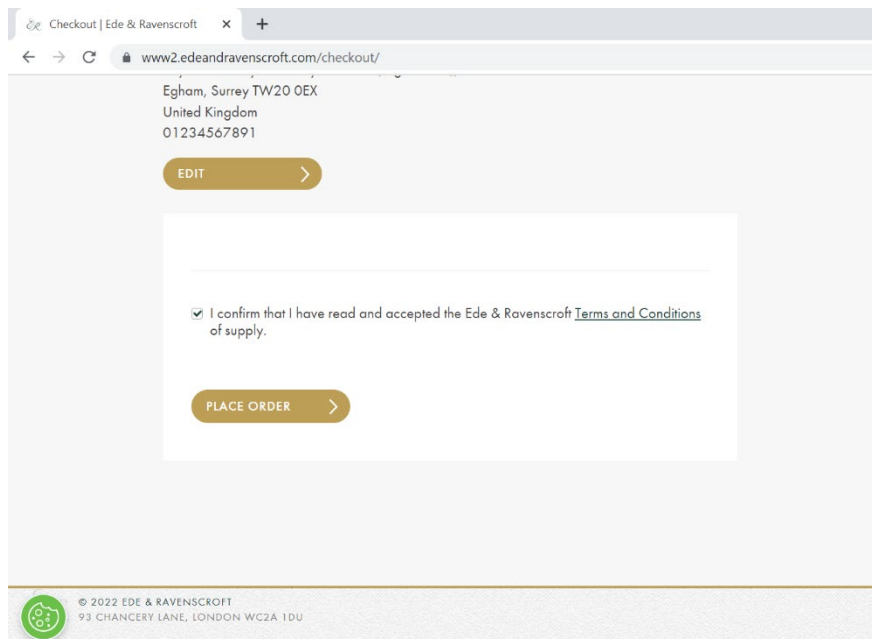 Checkout | Ede & Ravenscroft
www2.edeandravenscroft.com/checkout/
Egham, Surrey TW20 0EX
United Kingdom
01234567891
EDIT
I confirm that I have read and accepted the Ede & Ravenscroft Terms and Conditions
of supply.
PLACE ORDER
© 2022 EDE & RAVENSCROFT
93 CHANCERY LANE, LONDON WC2A 1DU